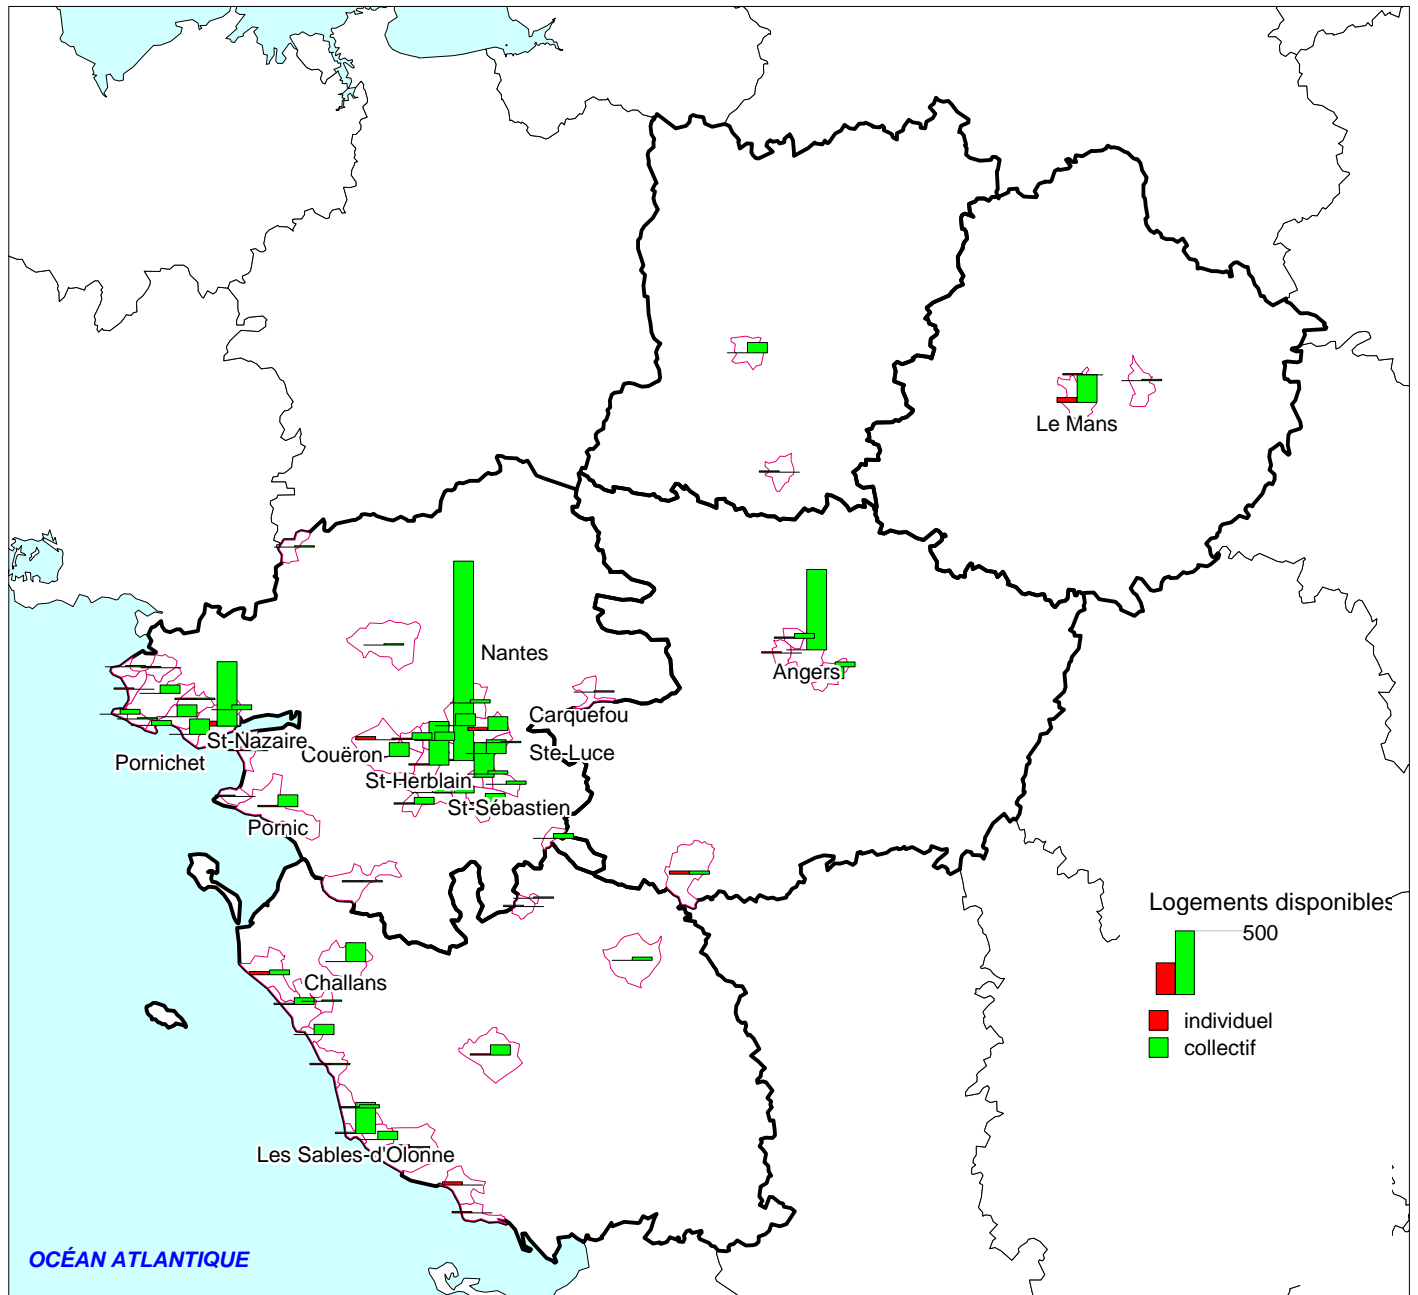 Le Mans
Nantes
Angers
Carquefou
St-Nazaire
Couëron
Ste-Luce
Pornichet
St-Herblain
St-Sébastien
Pornic
Logements disponibles
500
Challans
individuel
collectif
Les Sables-d'Olonne
OCÉAN ATLANTIQUE